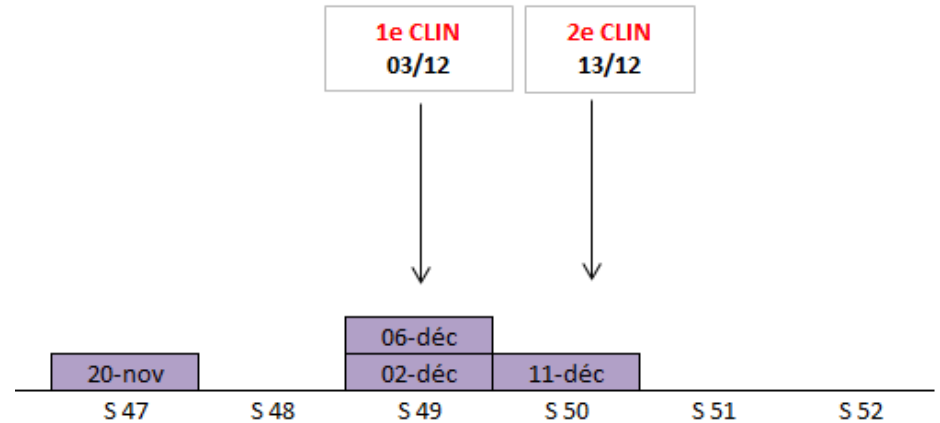 1e CLIN
03/12
2e CLIN
13/12
06-déc
20-nov 02-déc 11-déc
S 47 S 48 S 49 S 50 S 51 S 52